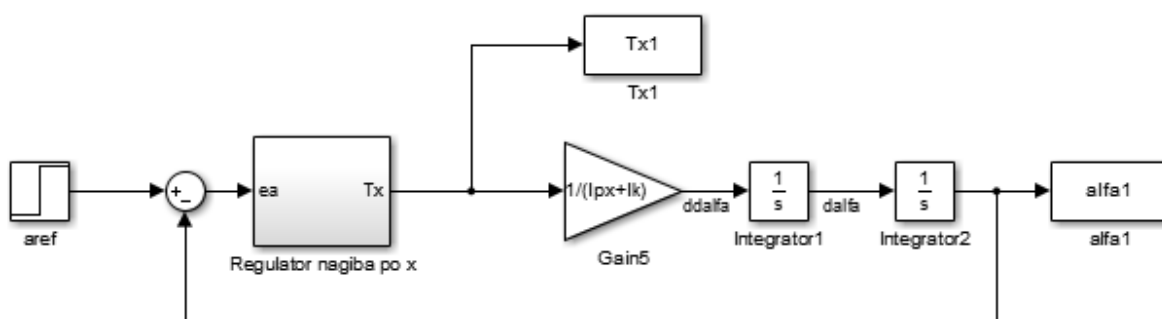 Tx1
Tx1
aref
+
−
ea
Tx
Regulator nagiba po x
1/(Ipx+Ik)
Gain5
ddalfa
1
s
Integrator1
dalfa
1
s
Integrator2
alfa1
alfa1